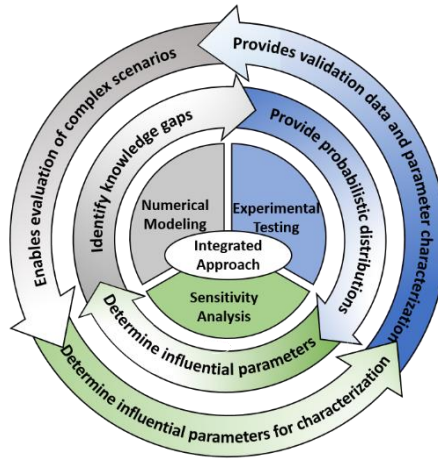 Enables evaluation of complex scenarios
Provides validation data and parameter characterization
Identify knowledge gaps
Provide probabilistic distributions
Numerical
Modeling
Experimental
Testing
Integrated
Approach
Sensitivity
Analysis
Determine influential parameters
Determine influential parameters for characterization